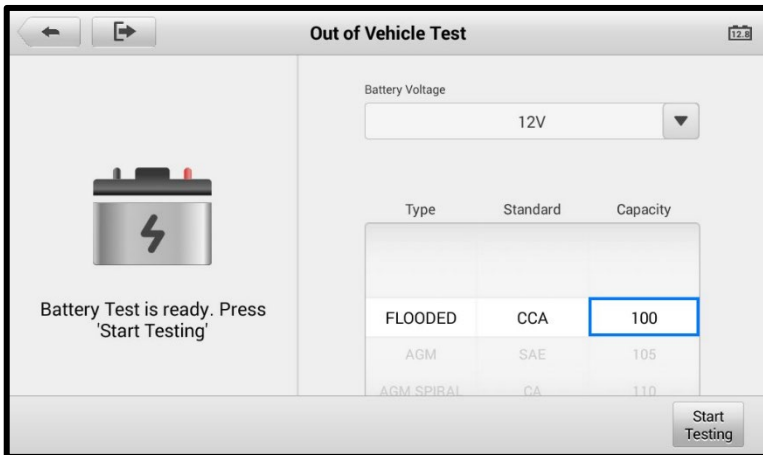 Out of Vehicle Test
12.8
Battery Voltage
12V
Type Standard Capacity
FLOODED CCA 100
AGM SAE 105
AGM SPIRAL CA 110
Battery Test is ready. Press
'Start Testing'
Start
Testing